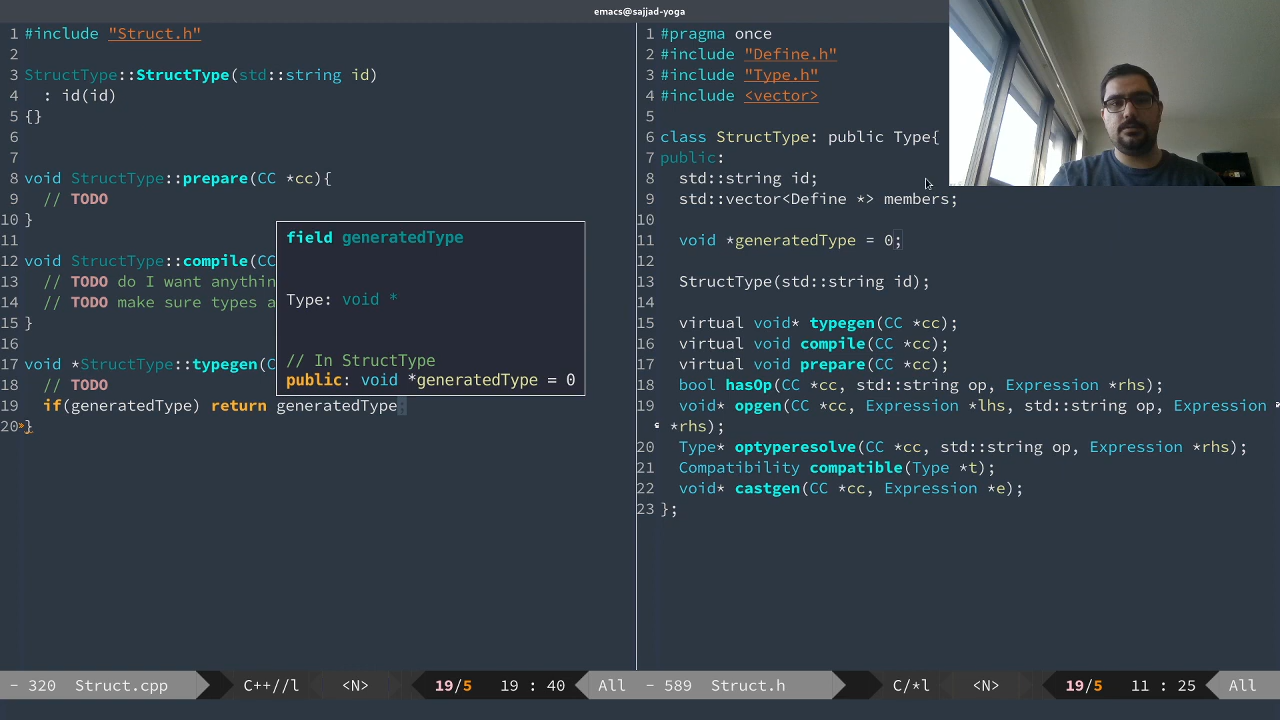 emacs@sajjad-yoga
1 #include "Struct.h"
2
3 StructType::StructType(std::string id)
4 : id(id)
5 {}
6
7
8 void StructType::prepare(CC *cc){
9 // TODO
10 }
11
12 void StructType::compile(CC
13 // TODO do I want anythin
14 // TODO make sure types a
15 }
16
17 void *StructType::typegen(C
18 // TODO
19 if(generatedType) return generatedType;
20 }
field generatedType
Type: void *
// In StructType
public: void *generatedType = 0
- 320 Struct.cpp C++//l <N> 19/5 19 : 40 All
1 #pragma once
2 #include "Define.h"
3 #include "Type.h"
4 #include <vector>
5
6 class StructType: public Type{
7 public:
8 std::string id;
9 std::vector<Define *> members;
10
11 void *generatedType = 0;
12
13 StructType(std::string id);
14
15 virtual void* typegen(CC *cc);
16 virtual void compile(CC *cc);
17 virtual void prepare(CC *cc);
18 bool hasOp(CC *cc, std::string op, Expression *rhs);
19 void* opgen(CC *cc, Expression *lhs, std::string op, Expression
*rhs);
20 Type* optyperesolve(CC *cc, std::string op, Expression *rhs);
21 Compatibility compatible(Type *t);
22 void* castgen(CC *cc, Expression *e);
23 };
- 589 Struct.h C/*l <N> 19/5 11 : 25 All